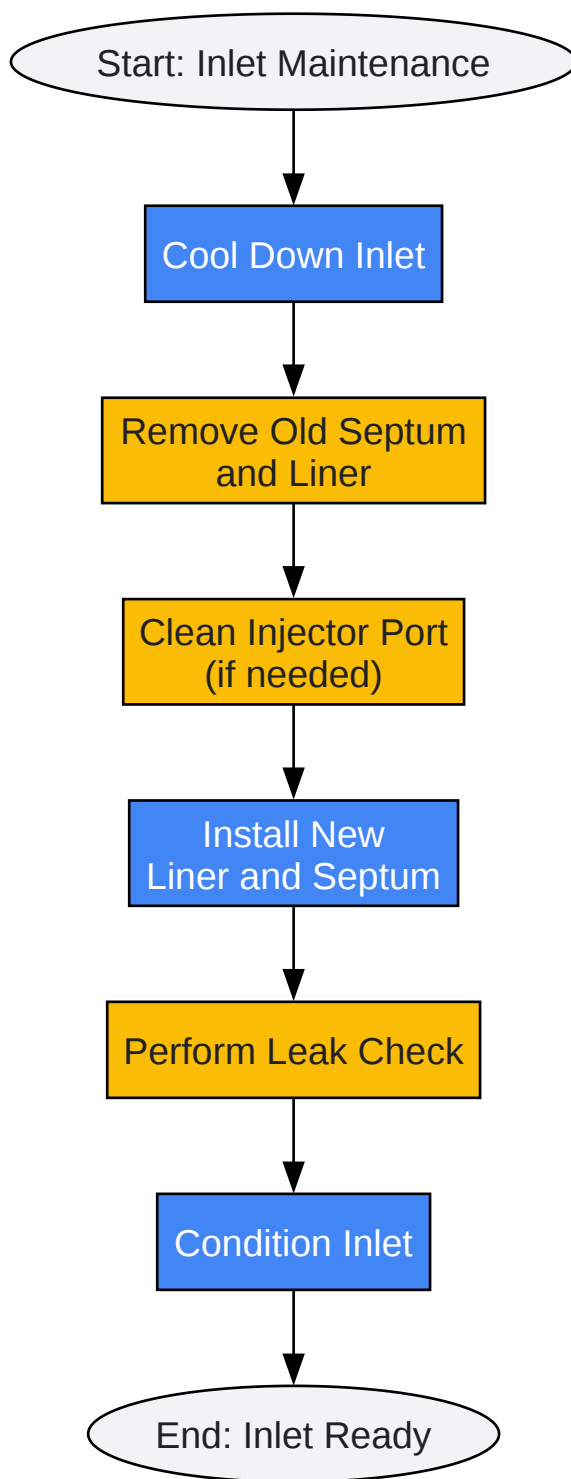 Start: Inlet Maintenance
Cool Down Inlet
Remove Old Septum
and Liner
Clean Injector Port
(if needed)
Install New
Liner and Septum
Perform Leak Check
Condition Inlet
End: Inlet Ready